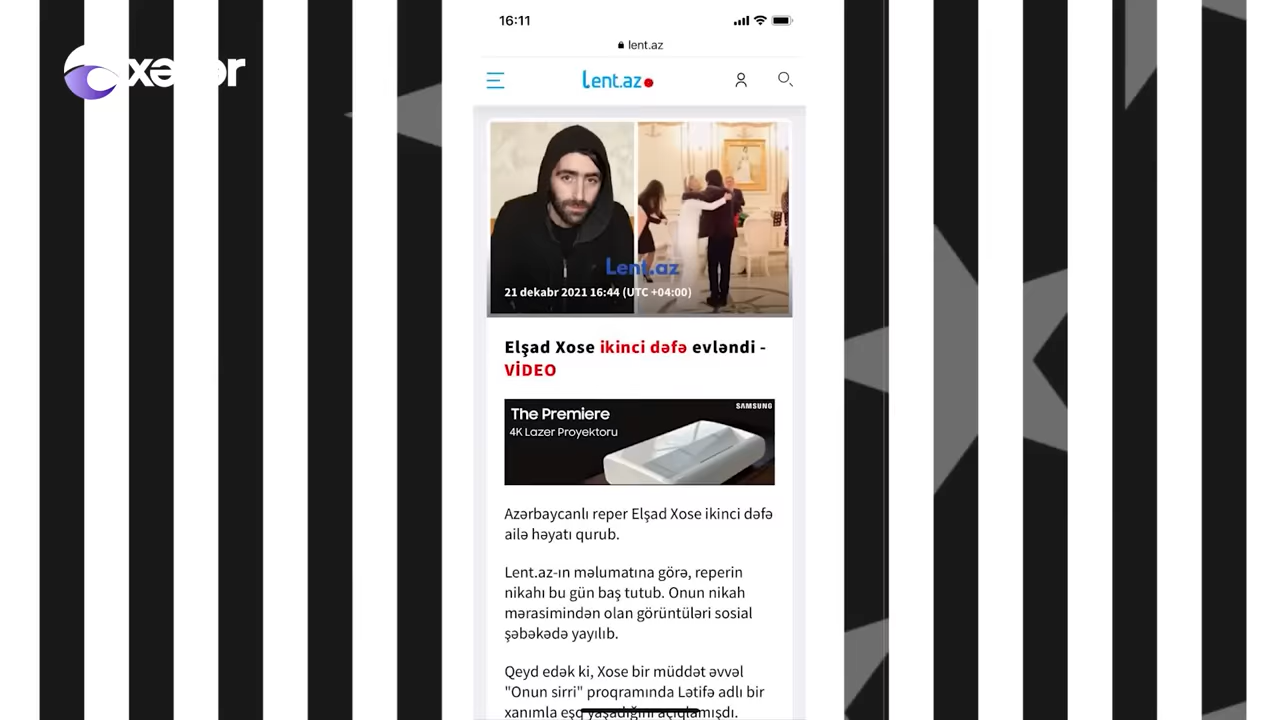 16:11
lent.az
xəbər
Lent.az
Lent.az
21 dekabr 2021 16:44 (UTC +04:00)
Elşad Xose ikinci dəfə evləndi -
VİDEO
The Premiere
SAMSUNG
4K Lazer Proyektoru
Azərbaycanlı reper Elşad Xose ikinci dəfə
ailə həyatı qurub.
Lent.az-ın məlumatına görə, reperin
nikahı bu gün baş tutub. Onun nikah
mərasimindən olan görüntüləri sosial
şəbəkədə yayılıb.
Qeyd edək ki, Xose bir müddət əvvəl
"Onun sirri" proqramında Lətifə adlı bir
xanımla eşq yaşadığını açıqlamışdı.